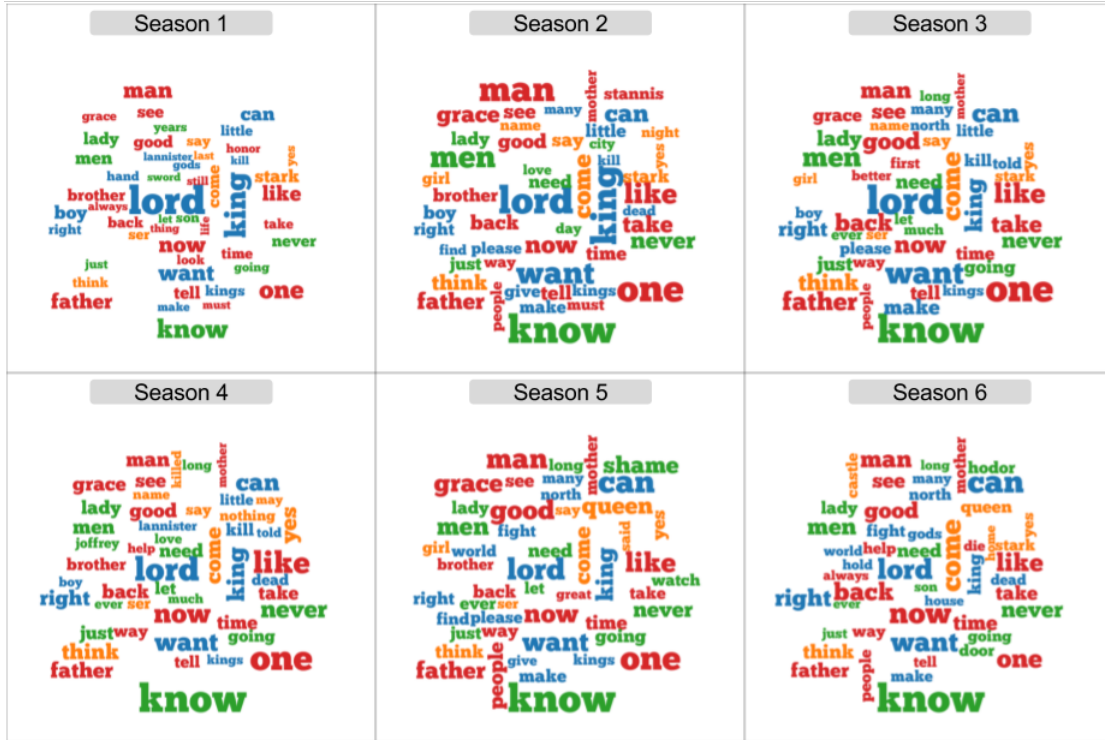 Season 1
man
grace see can
years little
lady good say honor
men lannister last kill yes
gods
hand sword still come stark
brother lord king like
always
boy back let son life take
right thing
ser now never
look time
just want going
think
father tell kings one
make must
know
Season 2
man many mother stannis
grace see can
name little night
lady good say city
men kill yes
love
girl need come stark
brother lord king like
boy dead
right back day take
find please now never
just way time
think want
father people give tell kings one
make must
know
Season 3
man long mother
grace see many can
name north little
lady good say
men first kill told yes
girl better need come stark
brother lord king like
boy back let take
right ever ser much
please now never
just way time
think want going
father people tell kings one
make
know
Season 4
man killed long mother
grace see can
name little may
lady good say nothing yes
men lannister kill told
joffrey love
help need come
brother lord king like
boy dead
right back let take
ever ser much
now never
just way time
think want going
father tell kings one
know
Season 5
man long mother shame
grace see many can
north
lady good say queen
men fight said yes
girl world need come
brother lord king like
watch
right let great take
ever ser
find please now never
just way time
think want going
father people give kings one
make
know
Season 6
castle man long mother hodor
see many can
north
lady good queen
men fight gods come yes
world help need die home stark
hold lord king like
always dead
right back son take
ever house
now never
just way time
think want going
door
father people tell one
make
know